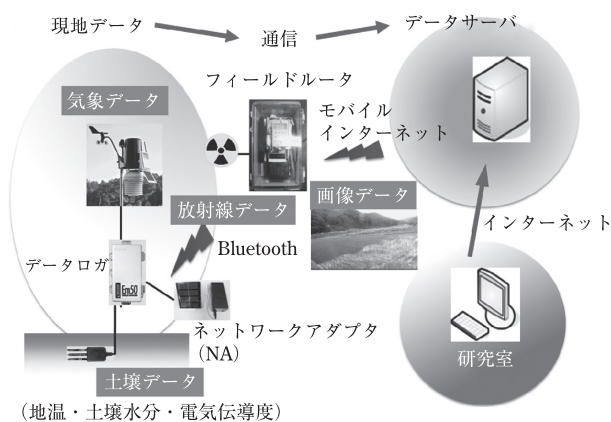 現地データ
通信
データサーバ
フィールドルータ
気象データ
モバイル
インターネット
放射線データ
画像データ
Bluetooth
インターネット
データロガ
Em50
ネットワークアダプタ
(NA)
研究室
土壌データ
(地温・土壌水分・電気伝導度)